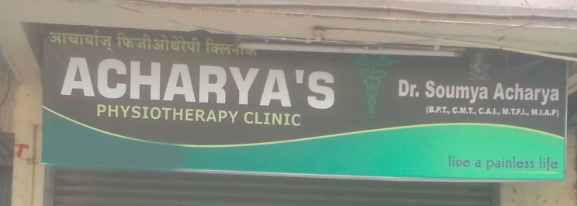 आचार्याज् फिजीओथेरेपी क्लिनीक
ACHARYA'S
PHYSIOTHERAPY CLINIC
Dr. Soumya Acharya
(B.P.T., C.M.T., C.A.I., M.T.F.I., M.I.A.P)
live a painless life